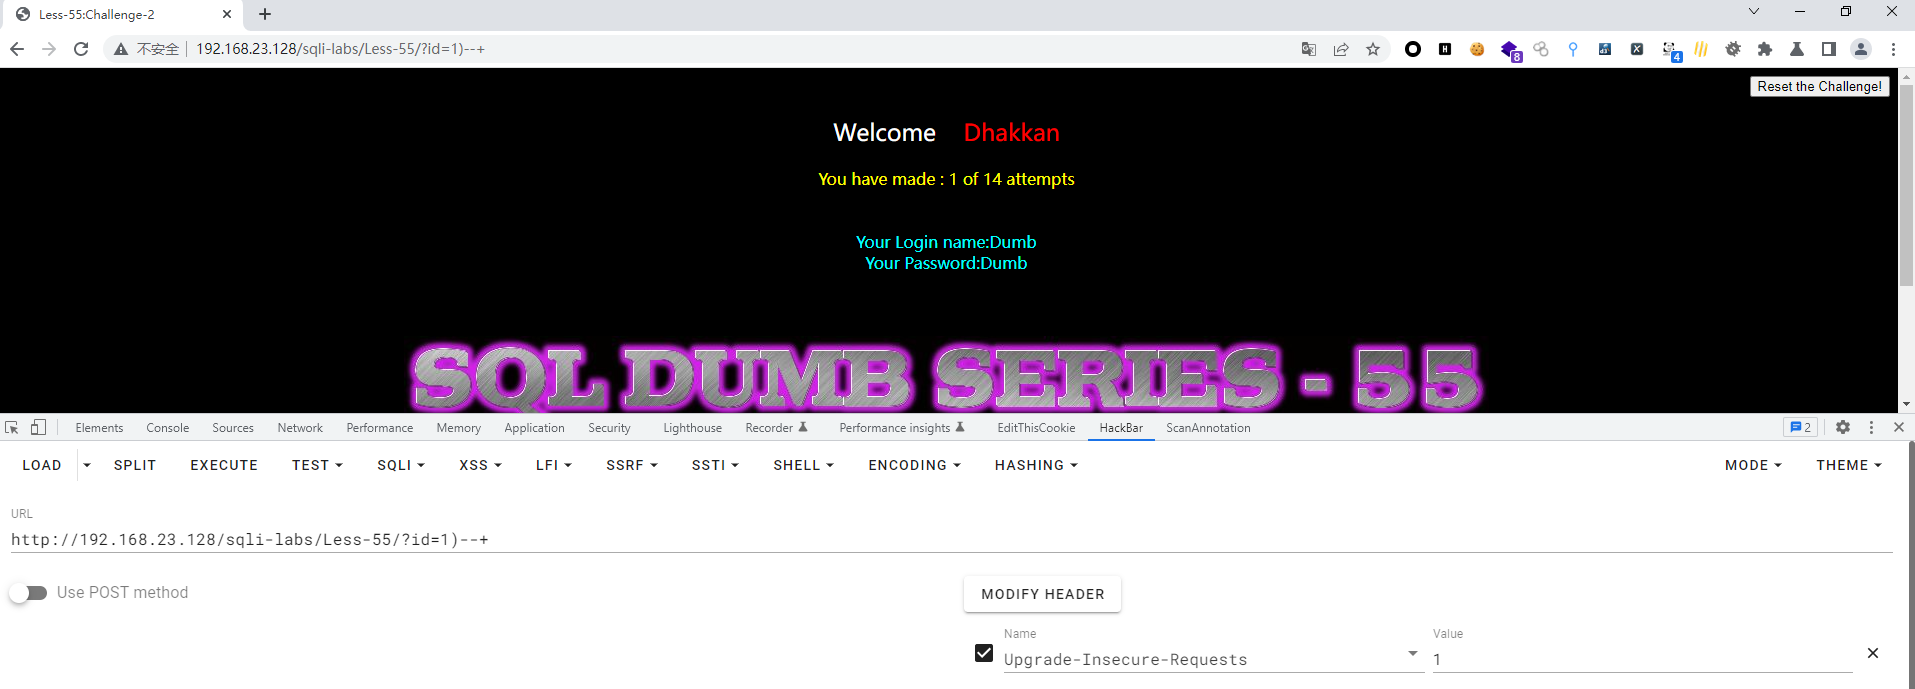 Less-55:Challenge-2
不安全 192.168.23.128/sqli-labs/Less-55/?id=1)--+
8
4
Reset the Challenge!
Welcome Dhakkan
You have made : 1 of 14 attempts
Your Login name:Dumb
Your Password:Dumb
SQL DUMB SERIES - 55
Elements Console Sources Network Performance Memory Application Security Lighthouse Recorder Performance insights EditThisCookie HackBar ScanAnnotation 2
LOAD SPLIT EXECUTE TEST SQLI XSS LFI SSRF SSTI SHELL ENCODING HASHING MODE THEME
URL
http://192.168.23.128/sqli-labs/Less-55/?id=1)--+
Use POST method
MODIFY HEADER
Name Value
Upgrade-Insecure-Requests 1